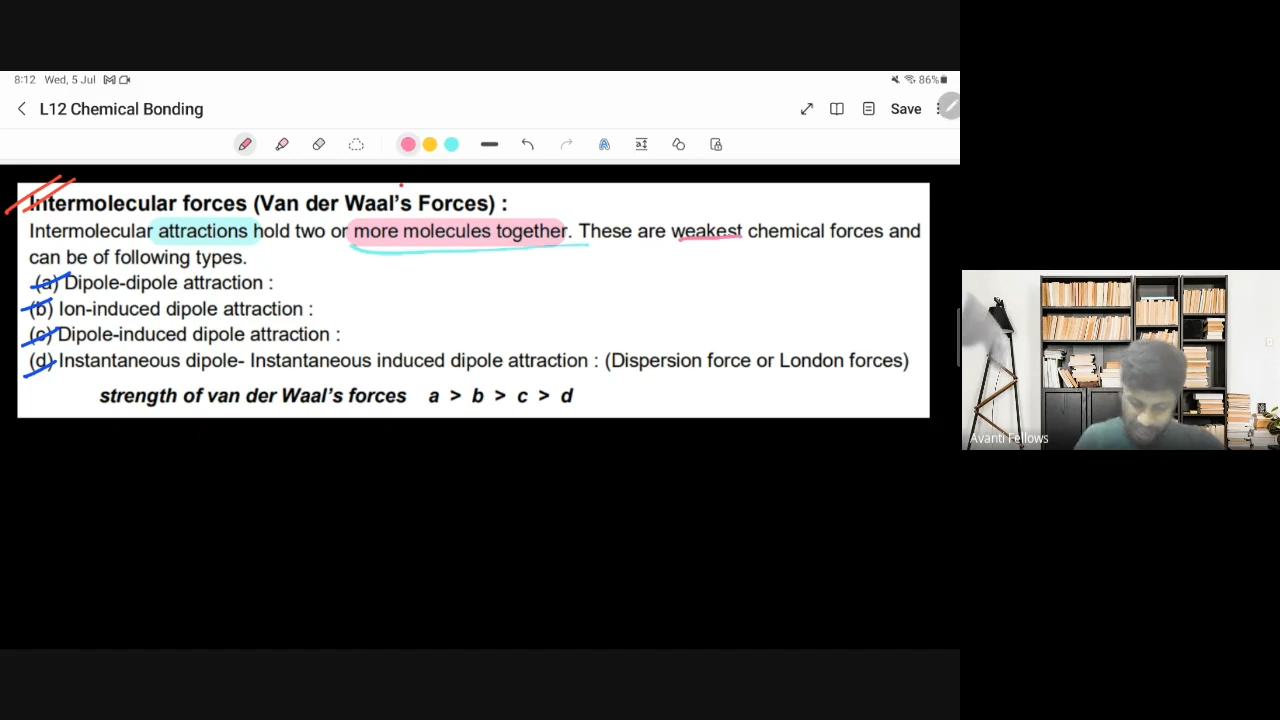 8:12 Wed, 5 Jul
86%
L12 Chemical Bonding
Save
Intermolecular forces (Van der Waal's Forces) :
Intermolecular attractions hold two or more molecules together. These are weakest chemical forces and
can be of following types.
(a) Dipole-dipole attraction :
(b) Ion-induced dipole attraction :
(c) Dipole-induced dipole attraction :
(d) Instantaneous dipole- Instantaneous induced dipole attraction : (Dispersion force or London forces)
strength of van der Waal's forces a > b > c > d
Avanti Fellows